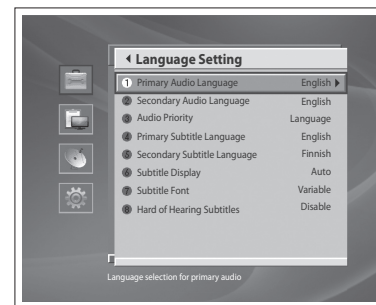 Language Setting
1 Primary Audio Language English
2 Secondary Audio Language English
3 Audio Priority Language
4 Primary Subtitle Language English
5 Secondary Subtitle Language Finnish
6 Subtitle Display Auto
7 Subtitle Font Variable
8 Hard of Hearing Subtitles Disable
Language selection for primary audio